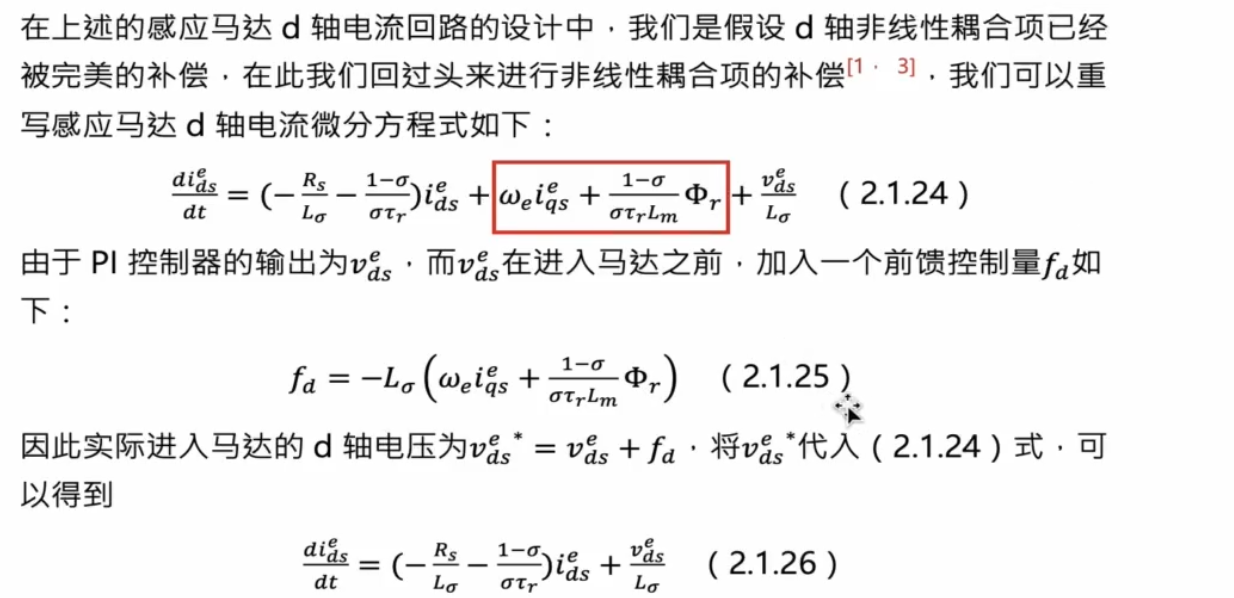 在上述的感应马达 d 轴电流回路的设计中，我们是假设 d 轴非线性耦合项已经
被完美的补偿，在此我们回过头来进行非线性耦合项的补偿[1， 3]，我们可以重
写感应马达 d 轴电流微分方程式如下：
$\frac{di_{ds}^{e}}{dt} = (-\frac{R_s}{L_\sigma} - \frac{1-\sigma}{\sigma\tau_r})i_{ds}^{e} + \omega_e i_{qs}^{e} + \frac{1-\sigma}{\sigma\tau_r L_m}\Phi_r + \frac{v_{ds}^{e}}{L_\sigma}$ （2.1.24）
由于 PI 控制器的输出为$v_{ds}^{e}$，而$v_{ds}^{e}$在进入马达之前，加入一个前馈控制量$f_d$如
下：
$f_d = -L_\sigma\left(\omega_e i_{qs}^{e} + \frac{1-\sigma}{\sigma\tau_r L_m}\Phi_r\right)$ （2.1.25）
因此实际进入马达的 d 轴电压为${v_{ds}^{e}}^{*} = v_{ds}^{e} + f_d$，将${v_{ds}^{e}}^{*}$代入（2.1.24）式，可
以得到
$\frac{di_{ds}^{e}}{dt} = (-\frac{R_s}{L_\sigma} - \frac{1-\sigma}{\sigma\tau_r})i_{ds}^{e} + \frac{v_{ds}^{e}}{L_\sigma}$ （2.1.26）